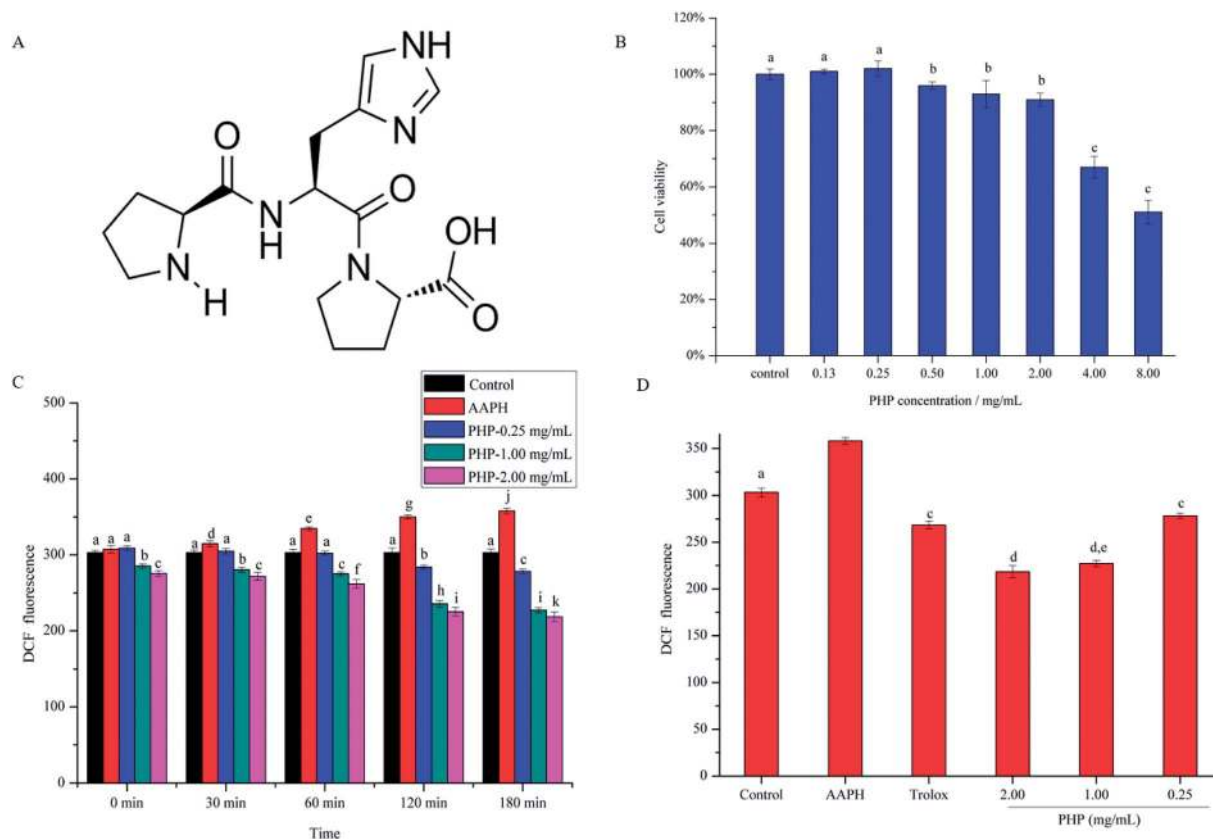 A
NH
N
O
O
N
H
OH
N
O
N
H
B
120%
100%
80%
60%
40%
20%
0%
Cell viability
a a a b b b c c
control 0.13 0.25 0.50 1.00 2.00 4.00 8.00
PHP concentration / mg/mL
C
Control
AAPH
PHP-0.25 mg/mL
PHP-1.00 mg/mL
PHP-2.00 mg/mL
500
400
300
200
100
0
DCF fluorescence
a a a b c
a d a c c
a e a c f
a g b h i
a j c i k
0 min 30 min 60 min 120 min 180 min
Time
D
350
300
250
200
150
100
50
0
DCF fluorescence
a c d d,e c
Control AAPH Trolox 2.00 1.00 0.25
PHP (mg/mL)